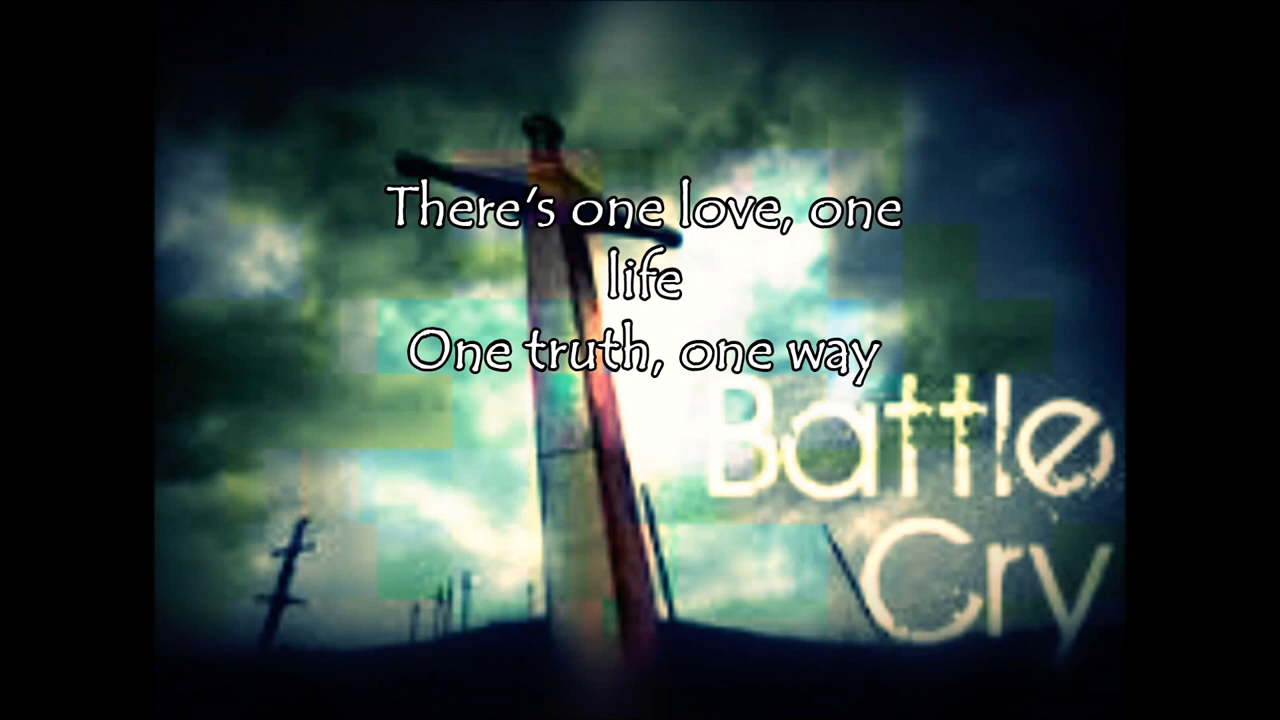 There's one love, one
life
One truth, one way
Battle
Cry